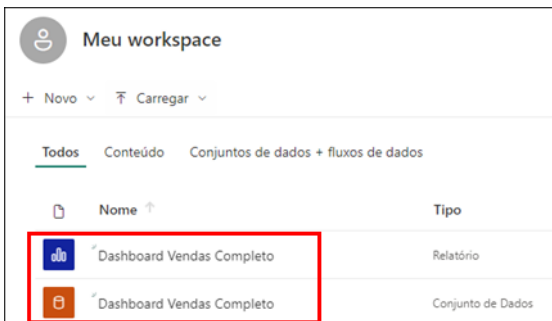 Meu workspace
Novo Carregar
Todos Conteúdo Conjuntos de dados + fluxos de dados
Nome Tipo
Dashboard Vendas Completo Relatório
Dashboard Vendas Completo Conjunto de Dados